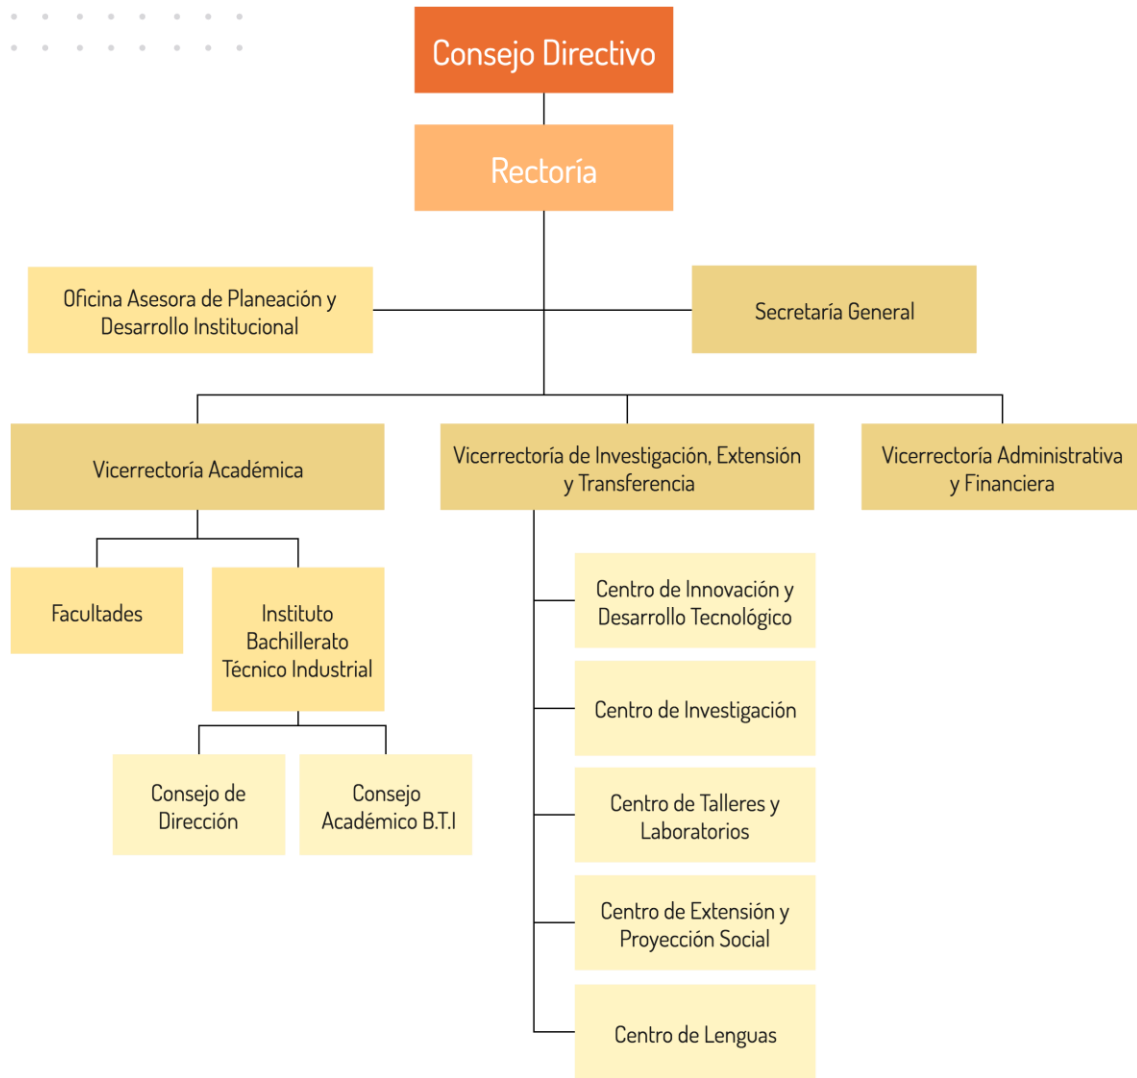 Consejo Directivo
Rectoría
Oficina Asesora de Planeación y
Desarrollo Institucional
Secretaría General
Vicerrectoría Académica
Vicerrectoría de Investigación, Extensión
y Transferencia
Vicerrectoría Administrativa
y Financiera
Facultades
Instituto
Bachillerato
Técnico Industrial
Consejo de
Dirección
Consejo
Académico B.T.I
Centro de Innovación y
Desarrollo Tecnológico
Centro de Investigación
Centro de Talleres y
Laboratorios
Centro de Extensión y
Proyección Social
Centro de Lenguas